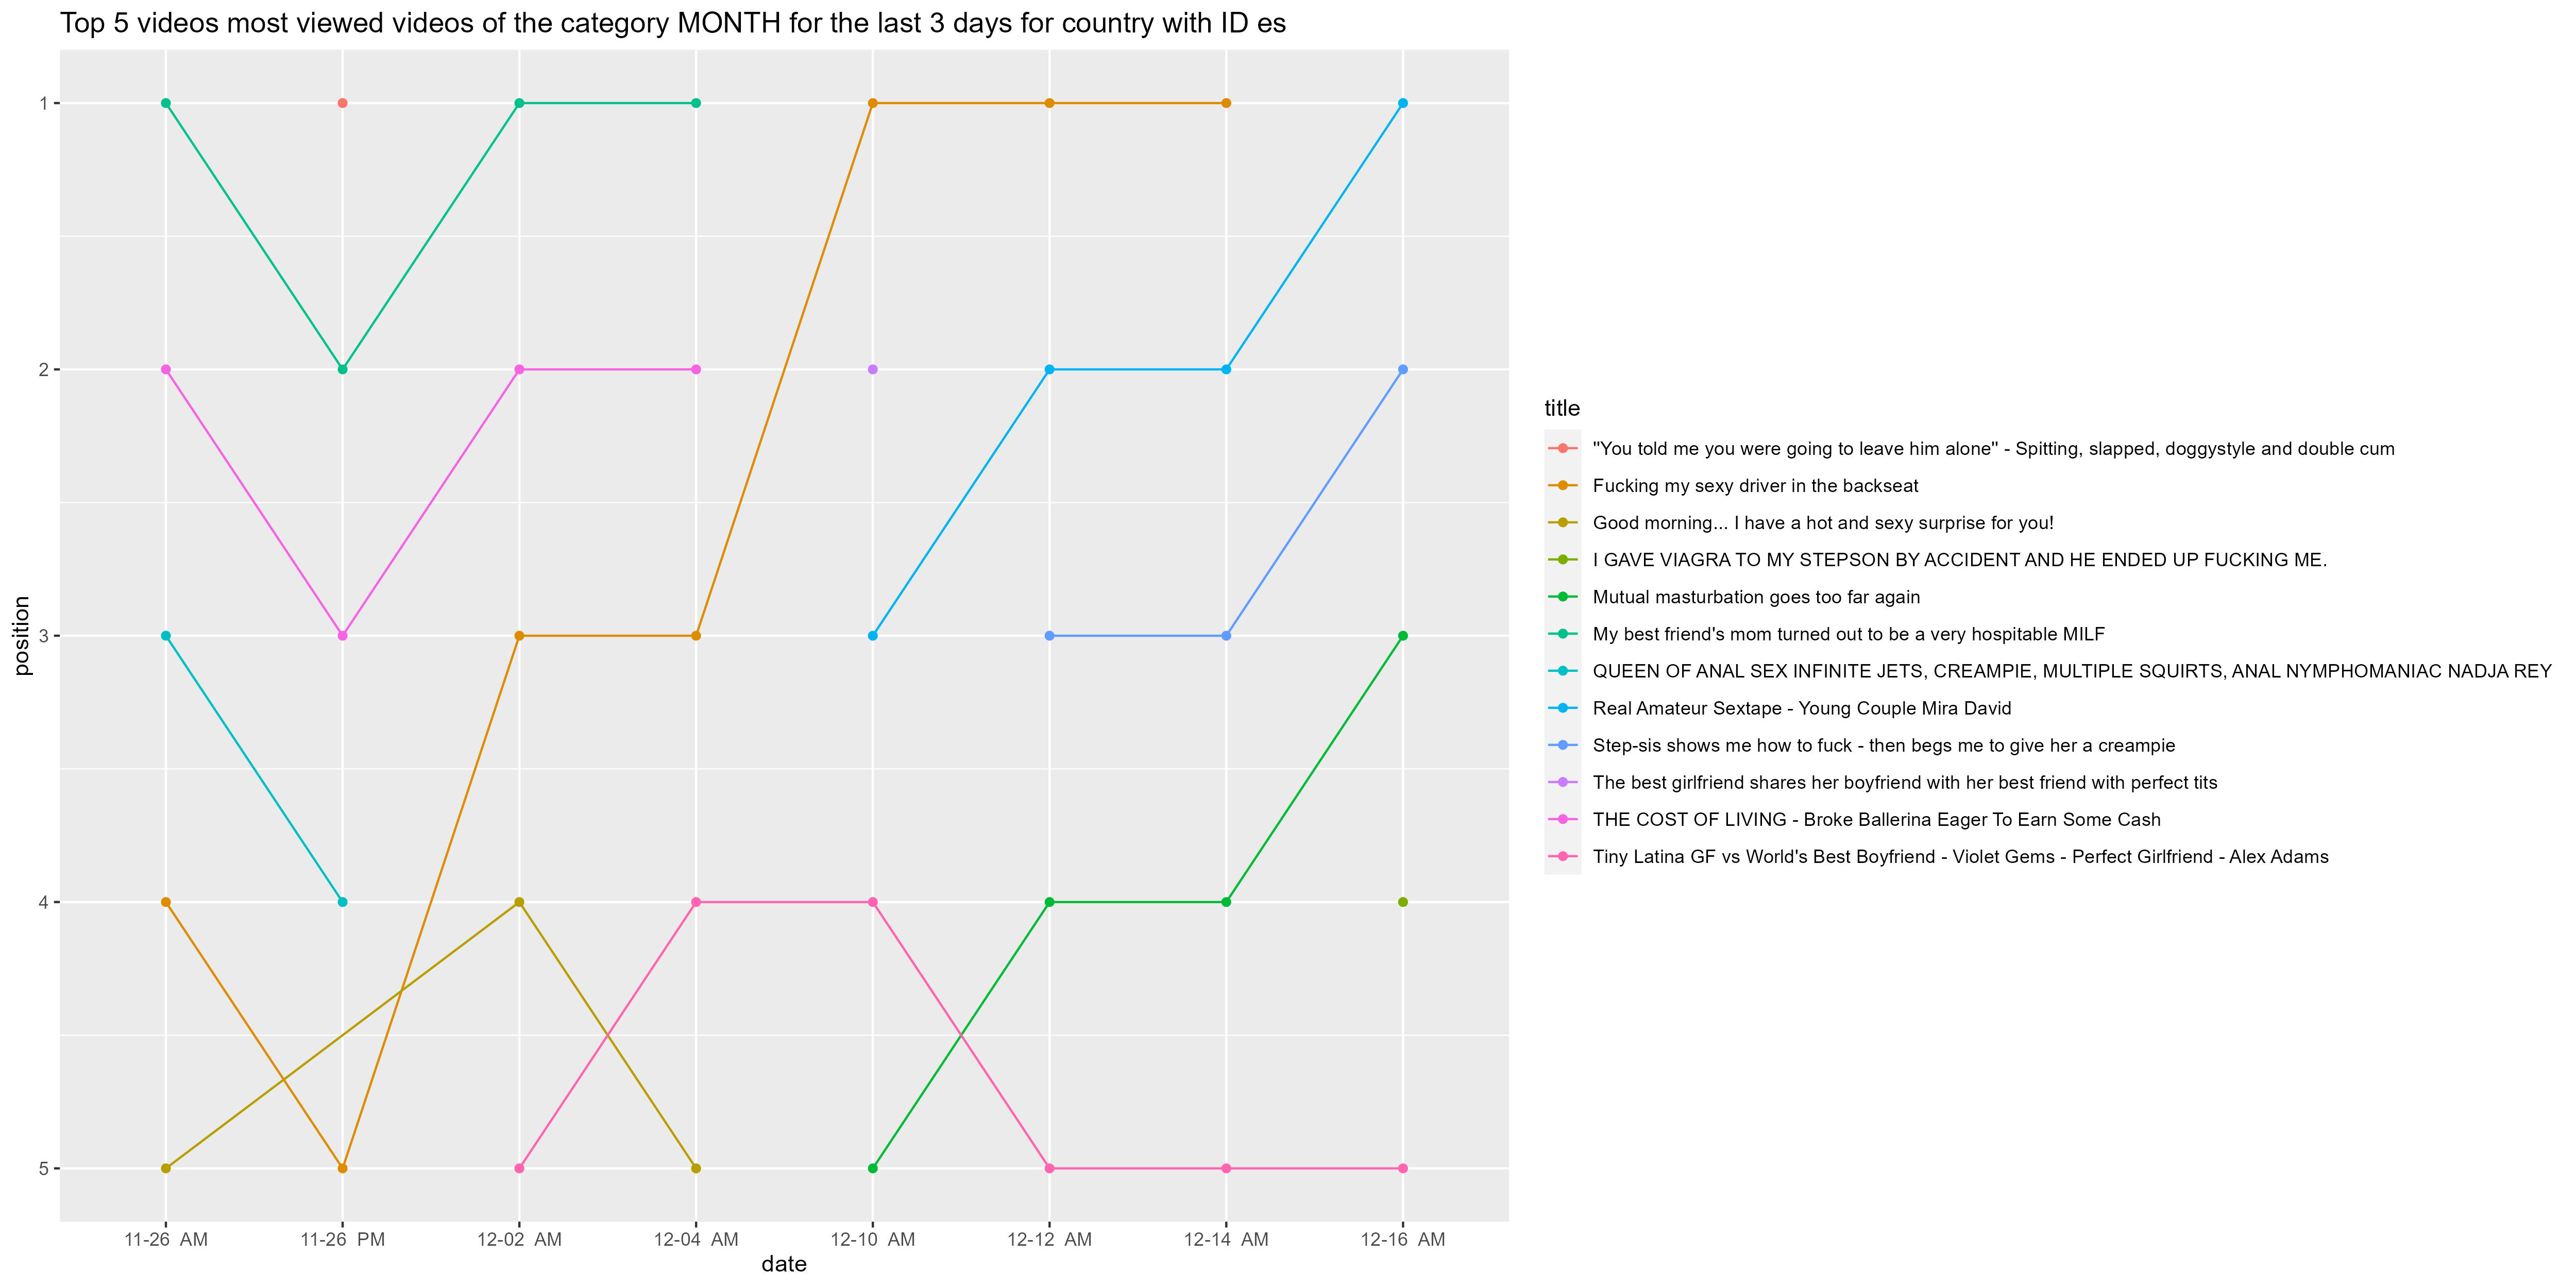 Top 5 videos most viewed videos of the category MONTH for the last 3 days for country with ID es
position
1
2
3
4
5
11-26 AM
11-26 PM
12-02 AM
12-04 AM
12-10 AM
12-12 AM
12-14 AM
12-16 AM
date
title
"You told me you were going to leave him alone" - Spitting, slapped, doggystyle and double cum
Fucking my sexy driver in the backseat
Good morning... I have a hot and sexy surprise for you!
I GAVE VIAGRA TO MY STEPSON BY ACCIDENT AND HE ENDED UP FUCKING ME.
Mutual masturbation goes too far again
My best friend's mom turned out to be a very hospitable MILF
QUEEN OF ANAL SEX INFINITE JETS, CREAMPIE, MULTIPLE SQUIRTS, ANAL NYMPHOMANIAC NADJA REY
Real Amateur Sextape - Young Couple Mira David
Step-sis shows me how to fuck - then begs me to give her a creampie
The best girlfriend shares her boyfriend with her best friend with perfect tits
THE COST OF LIVING - Broke Ballerina Eager To Earn Some Cash
Tiny Latina GF vs World's Best Boyfriend - Violet Gems - Perfect Girlfriend - Alex Adams